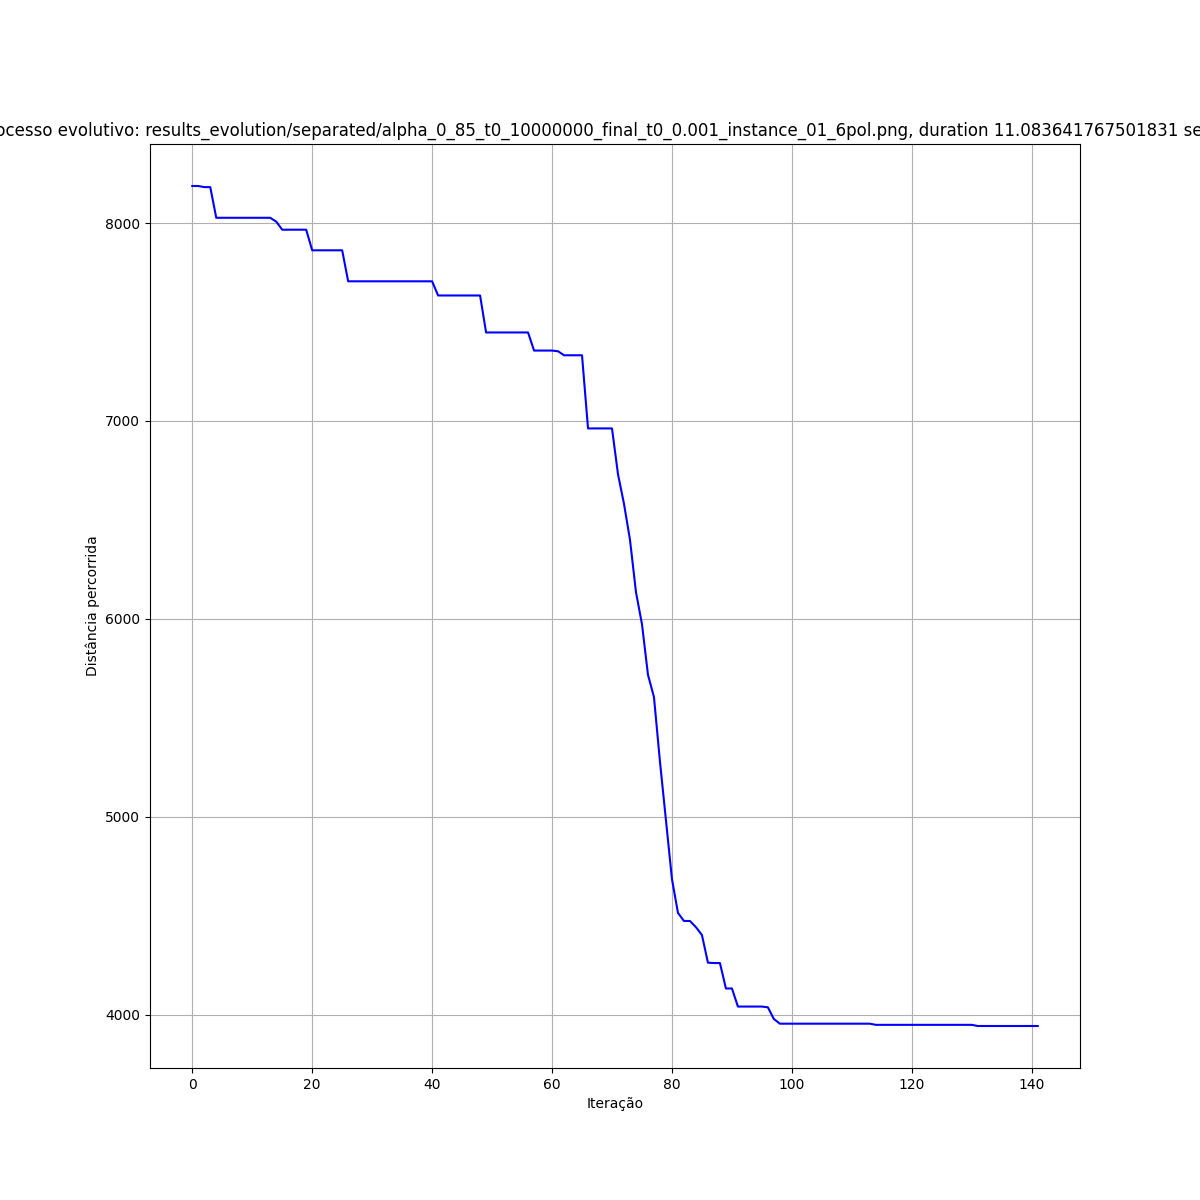 ocesso evolutivo: results_evolution/separated/alpha_0_85_t0_10000000_final_t0_0.001_instance_01_6pol.png, duration 11.083641767501831 se
8000
7000
6000
5000
4000
Distância percorrida
0 20 40 60 80 100 120 140
Iteração